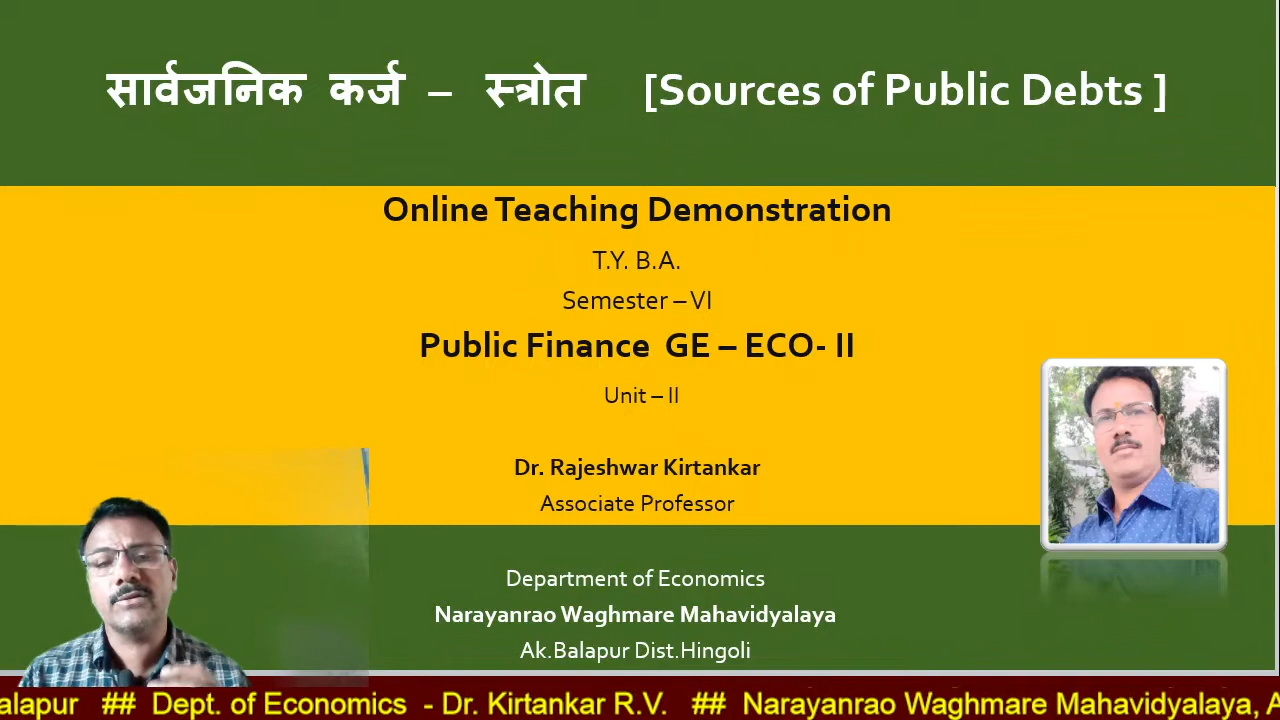 सार्वजनिक कर्ज – स्त्रोत [Sources of Public Debts ]
Online Teaching Demonstration
T.Y. B.A.
Semester – VI
Public Finance GE – ECO- II
Unit – II
Dr. Rajeshwar Kirtankar
Associate Professor
Department of Economics
Narayanrao Waghmare Mahavidyalaya
Ak.Balapur Dist.Hingoli
alapur ## Dept. of Economics - Dr. Kirtankar R.V. ## Narayanrao Waghmare Mahavidyalaya, A